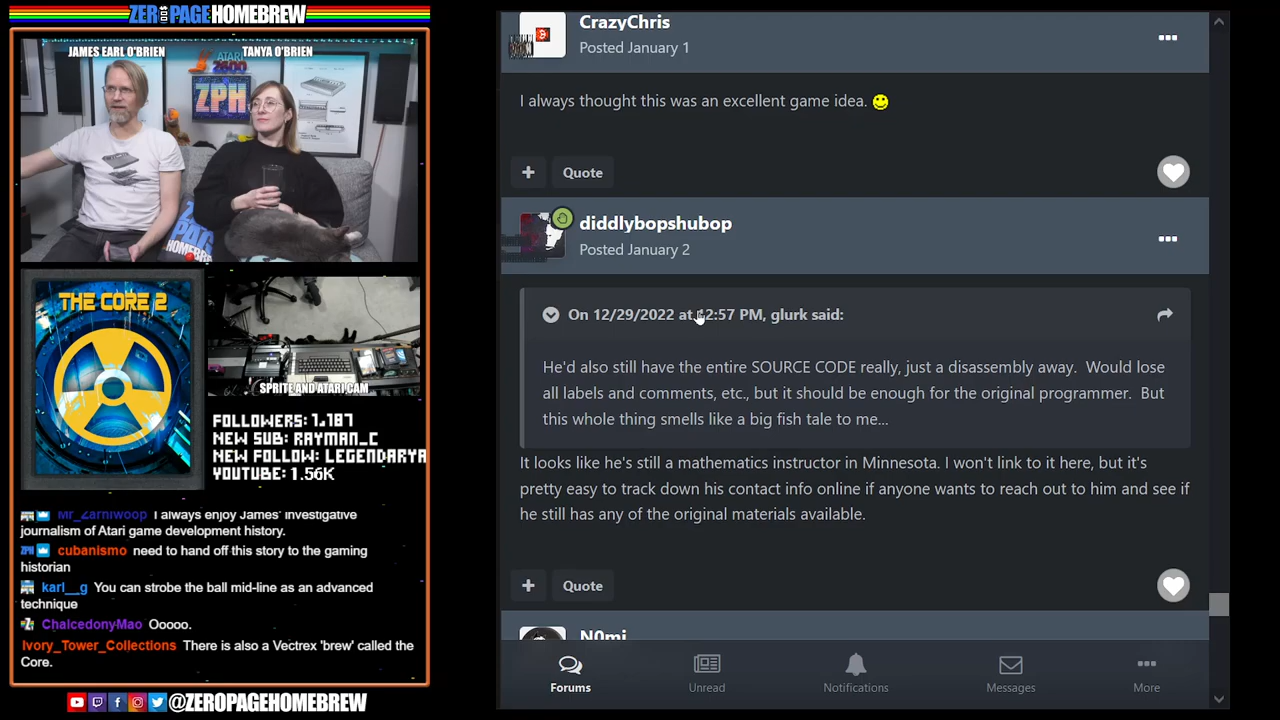 ZERO PAGE HOMEBREW
JAMES EARL O'BRIEN
TANYA O'BRIEN
ATARI
2600
ZPH
PAGE
HOMEBREW
THE CORE 2
SPRITE AND ATARI CAM
FOLLOWERS: 1,187
NEW SUB: RAYMAN_C
NEW FOLLOW: LEGENDARYA
YOUTUBE: 1.56K
Mr_Zarniwoop I always enjoy James' investigative
journalism of Atari game development history.
cubanismo need to hand off this story to the gaming
historian
karl__g You can strobe the ball mid-line as an advanced
technique
ChalcedonyMao Ooooo.
Ivory_Tower_Collections There is also a Vectrex 'brew' called the
Core.
@ZEROPAGEHOMEBREW
CrazyChris
Posted January 1
I always thought this was an excellent game idea.
+ Quote
diddlybopshubop
Posted January 2
On 12/29/2022 at 12:57 PM, glurk said:
He'd also still have the entire SOURCE CODE really, just a disassembly away. Would lose
all labels and comments, etc., but it should be enough for the original programmer. But
this whole thing smells like a big fish tale to me...
It looks like he's still a mathematics instructor in Minnesota. I won't link to it here, but it's
pretty easy to track down his contact info online if anyone wants to reach out to him and see if
he still has any of the original materials available.
+ Quote
N0mi
Forums
Unread
Notifications
Messages
More